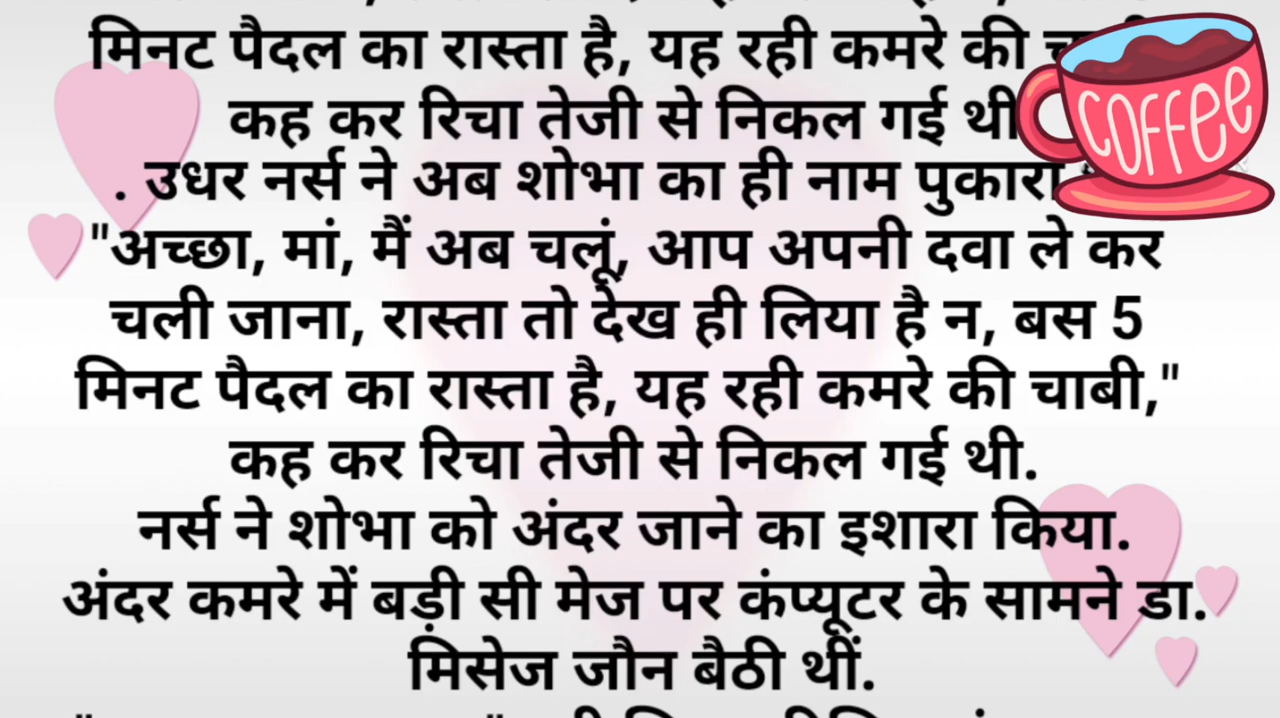 मिनट पैदल का रास्ता है, यह रही कमरे की
कह कर रिचा तेजी से निकल गई थी
. उधर नर्स ने अब शोभा का ही नाम पुकारा
"अच्छा, मां, मैं अब चलूं, आप अपनी दवा ले कर
चली जाना, रास्ता तो देख ही लिया है न, बस 5
मिनट पैदल का रास्ता है, यह रही कमरे की चाबी,"
कह कर रिचा तेजी से निकल गई थी.
नर्स ने शोभा को अंदर जाने का इशारा किया.
अंदर कमरे में बड़ी सी मेज पर कंप्यूटर के सामने डा.
मिसेज जौन बैठी थीं.
COFFEE